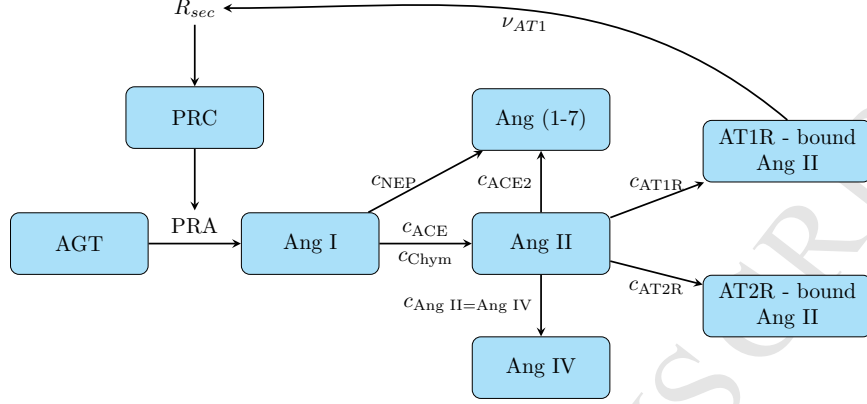 R_sec
ν_AT1
PRC
Ang (1-7)
AT1R - bound
Ang II
c_NEP
c_ACE2
c_AT1R
AGT
PRA
Ang I
c_ACE
c_Chym
Ang II
c_AT2R
AT2R - bound
Ang II
c_Ang II=Ang IV
Ang IV